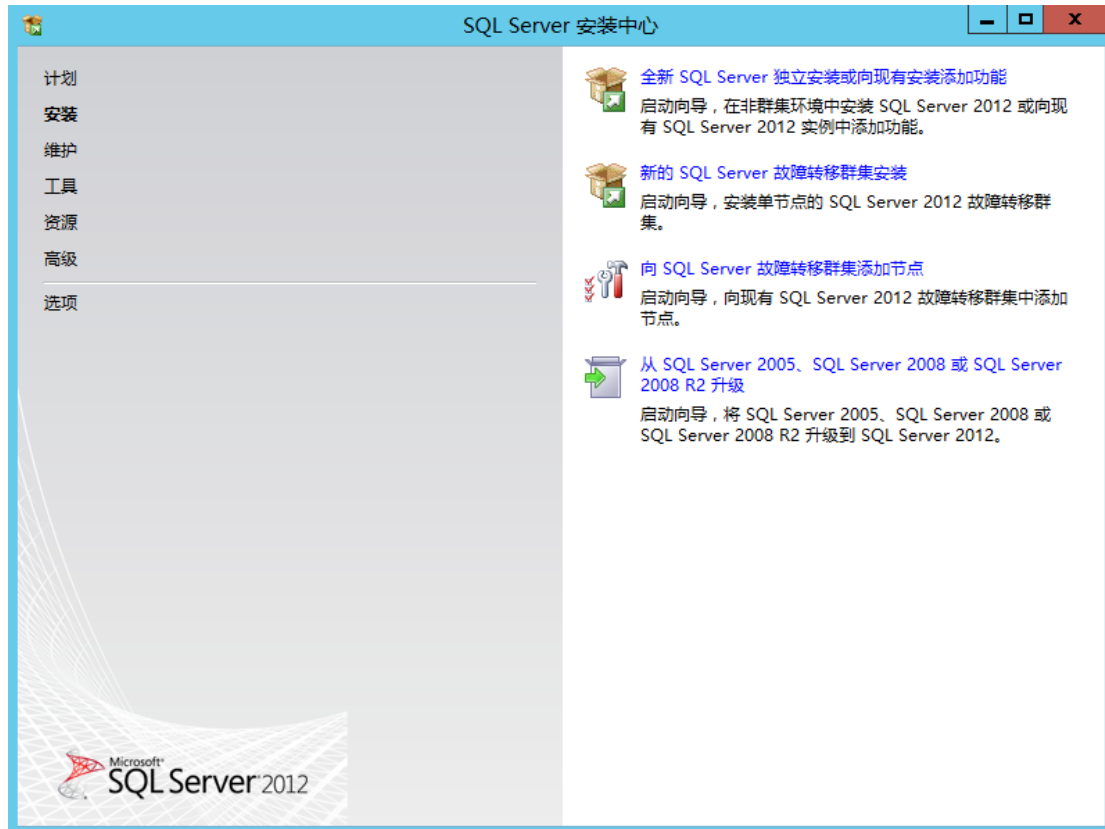 SQL Server 安装中心
计划
安装
维护
工具
资源
高级
选项
全新 SQL Server 独立安装或向现有安装添加功能
启动向导，在非群集环境中安装 SQL Server 2012 或向现
有 SQL Server 2012 实例中添加功能。
新的 SQL Server 故障转移群集安装
启动向导，安装单节点的 SQL Server 2012 故障转移群
集。
向 SQL Server 故障转移群集添加节点
启动向导，向现有 SQL Server 2012 故障转移群集中添加
节点。
从 SQL Server 2005、SQL Server 2008 或 SQL Server
2008 R2 升级
启动向导，将 SQL Server 2005、SQL Server 2008 或
SQL Server 2008 R2 升级到 SQL Server 2012。
Microsoft
SQL Server 2012